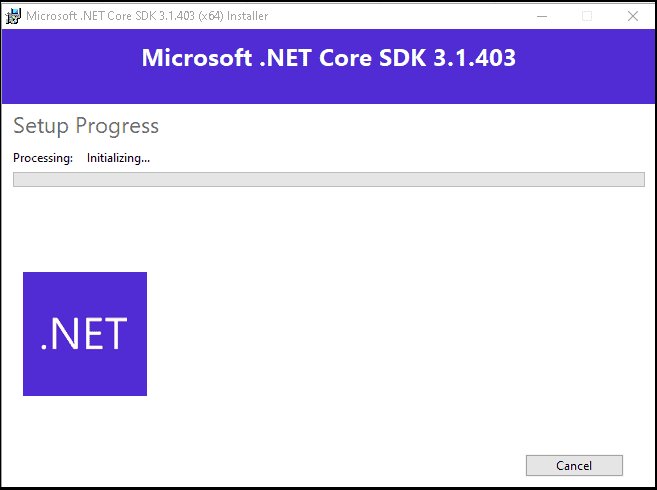 Microsoft .NET Core SDK 3.1.403 (x64) Installer
Microsoft .NET Core SDK 3.1.403
Setup Progress
Processing: Initializing...
.NET
Cancel